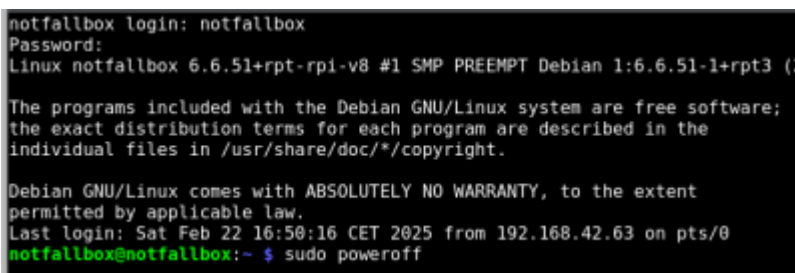 notfallbox login: notfallbox
Password:
Linux notfallbox 6.6.51+rpt-rpi-v8 #1 SMP PREEMPT Debian 1:6.6.51-1+rpt3 (
The programs included with the Debian GNU/Linux system are free software;
the exact distribution terms for each program are described in the
individual files in /usr/share/doc/*/copyright.
Debian GNU/Linux comes with ABSOLUTELY NO WARRANTY, to the extent
permitted by applicable law.
Last login: Sat Feb 22 16:50:16 CET 2025 from 192.168.42.63 on pts/0
notfallbox@notfallbox:~ $ sudo poweroff